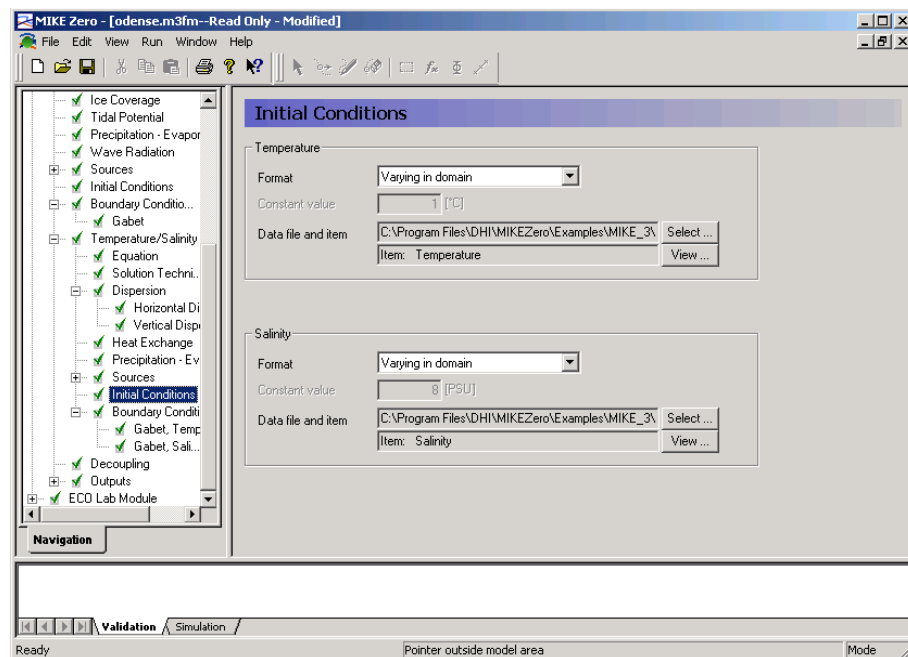 MIKE Zero - [odense.m3fm--Read Only - Modified]
File Edit View Run Window Help
Ice Coverage
Tidal Potential
Precipitation - Evapor
Wave Radiation
Sources
Initial Conditions
Boundary Conditio...
Gabet
Temperature/Salinity
Equation
Solution Techni..
Dispersion
Horizontal Di
Vertical Disp
Heat Exchange
Precipitation - Ev
Sources
Initial Conditions
Boundary Conditi
Gabet, Temp
Gabet, Sali...
Decoupling
Outputs
ECO Lab Module
Navigation
Initial Conditions
Temperature
Format Varying in domain
Constant value 1 [°C]
Data file and item C:\Program Files\DHI\MIKEZero\Examples\MIKE_3\ Select ...
Item: Temperature View ...
Salinity
Format Varying in domain
Constant value 8 [PSU]
Data file and item C:\Program Files\DHI\MIKEZero\Examples\MIKE_3\ Select ...
Item: Salinity View ...
Validation Simulation
Ready Pointer outside model area Mode